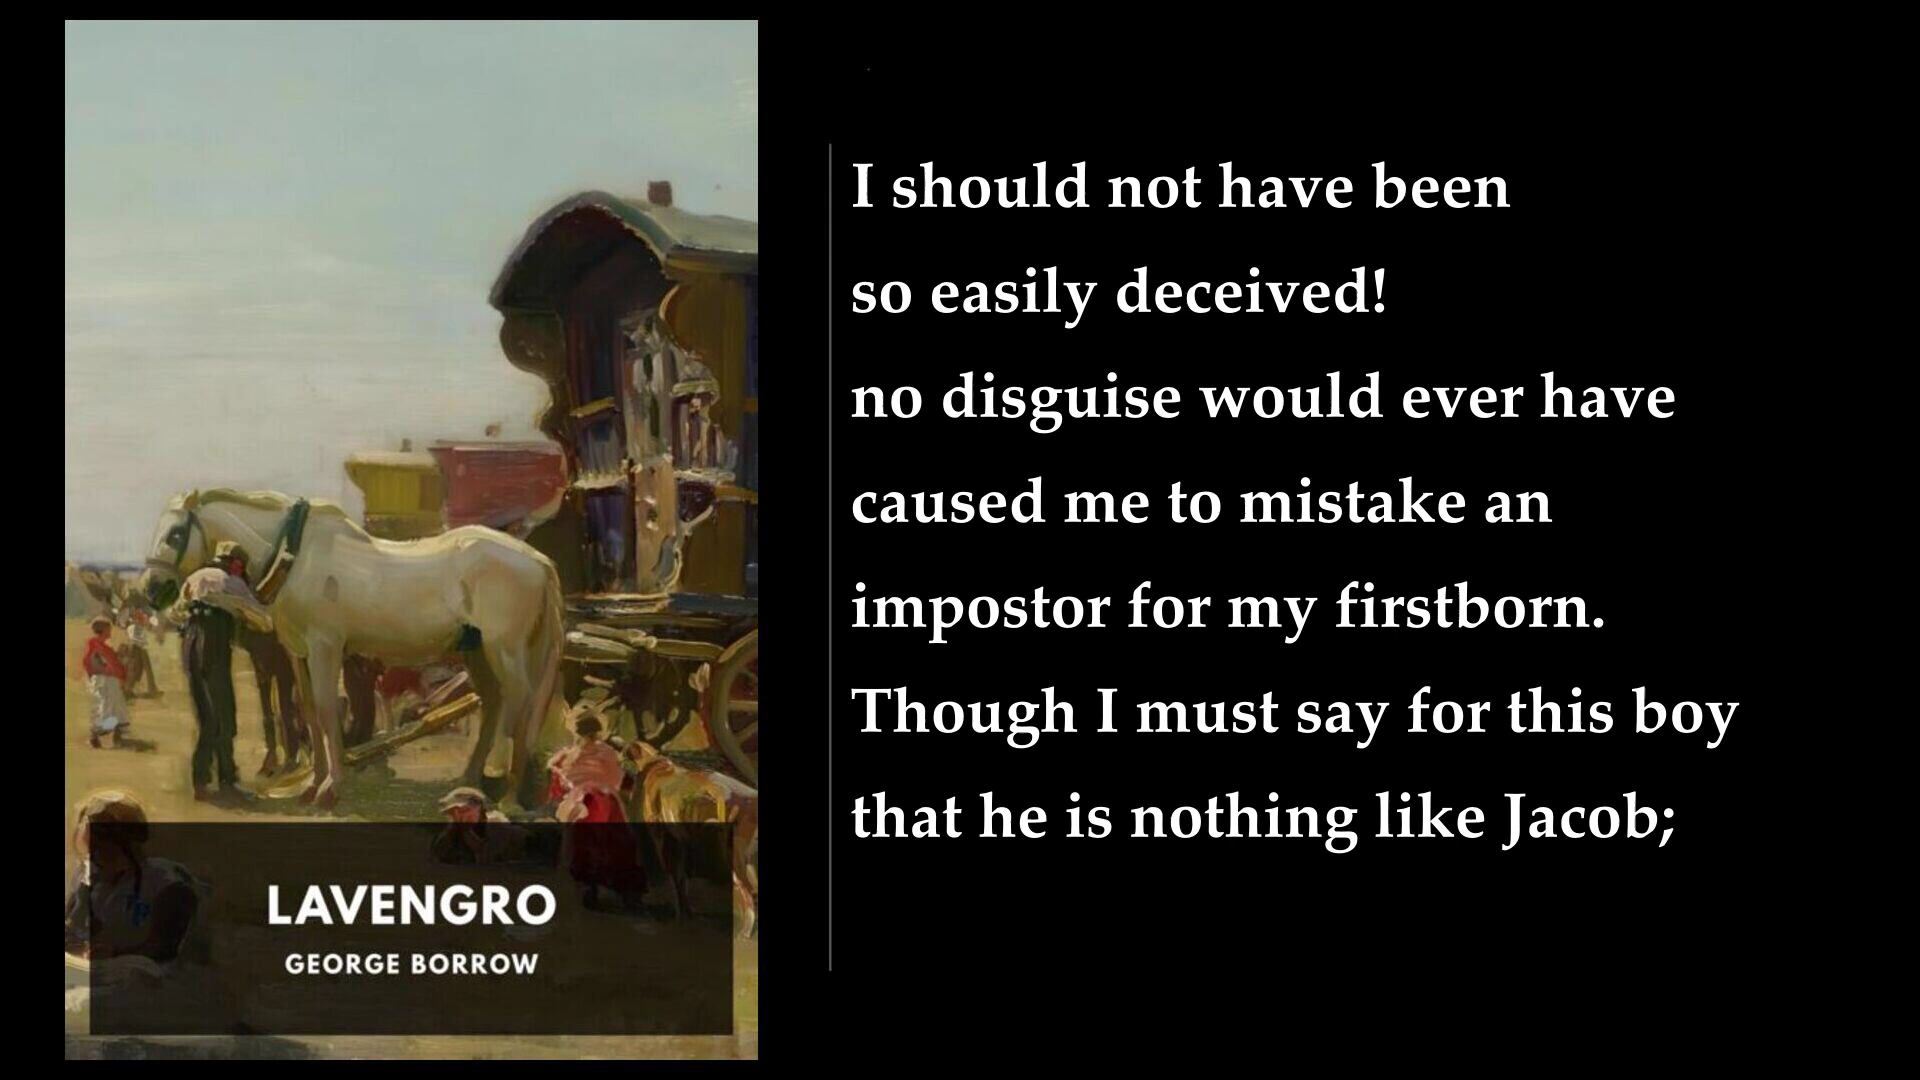 I should not have been
so easily deceived!
no disguise would ever have
caused me to mistake an
impostor for my firstborn.
Though I must say for this boy
that he is nothing like Jacob;
LAVENGRO
GEORGE BORROW